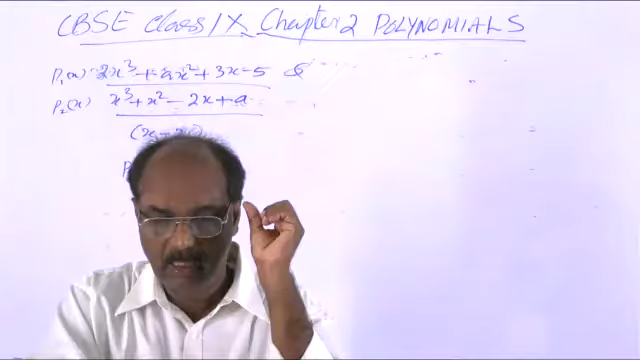 CBSE Class IX Chapter 2 POLYNOMIALS
P₁(x) 2x³ + ax² + 3x - 5 &
P₂(x) x³ + x² - 2x + a